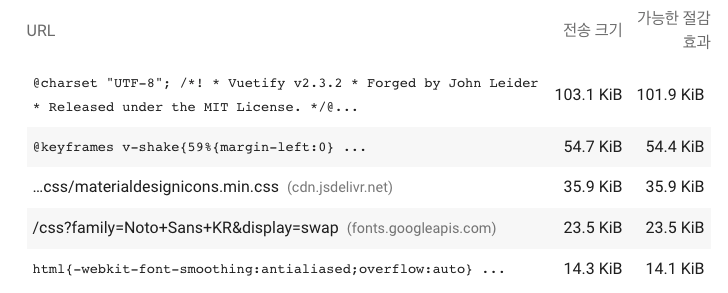 URL 전송 크기 가능한 절감 효과
@charset "UTF-8"; /*! * Vuetify v2.3.2 * Forged by John Leider
* Released under the MIT License. */@... 103.1 KiB 101.9 KiB
@keyframes v-shake{59%{margin-left:0} ... 54.7 KiB 54.4 KiB
…css/materialdesignicons.min.css (cdn.jsdelivr.net) 35.9 KiB 35.9 KiB
/css?family=Noto+Sans+KR&display=swap (fonts.googleapis.com) 23.5 KiB 23.5 KiB
html{-webkit-font-smoothing:antialiased;overflow:auto} ... 14.3 KiB 14.1 KiB